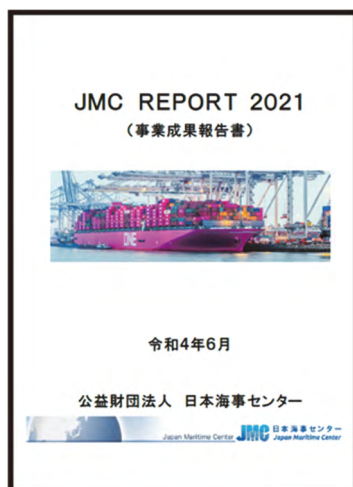 JMC REPORT 2021
(事業成果報告書)
ONE
令和4年6月
公益財団法人 日本海事センター
Japan Maritime Center JMC 日本海事センター
Japan Maritime Center